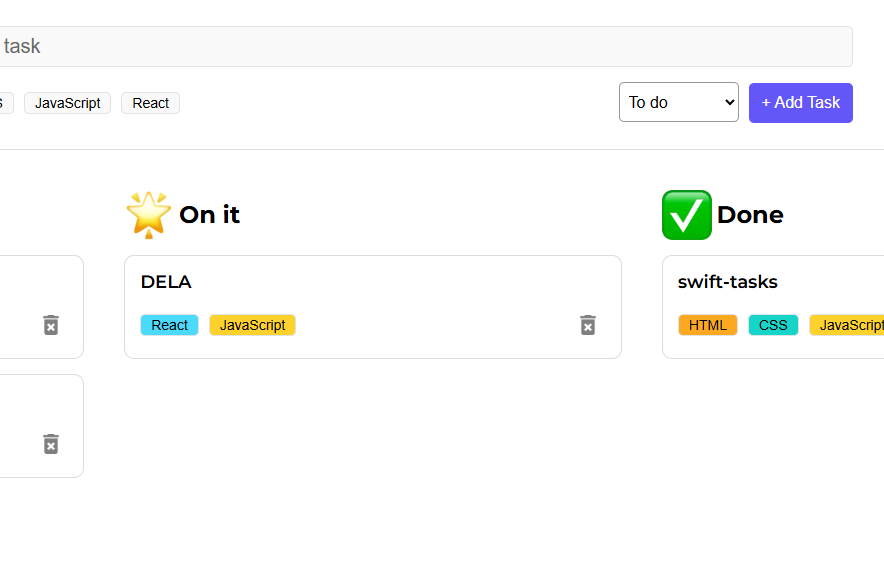 task
JavaScript React To do + Add Task
On it Done
DELA swift-tasks
React JavaScript HTML CSS JavaScript